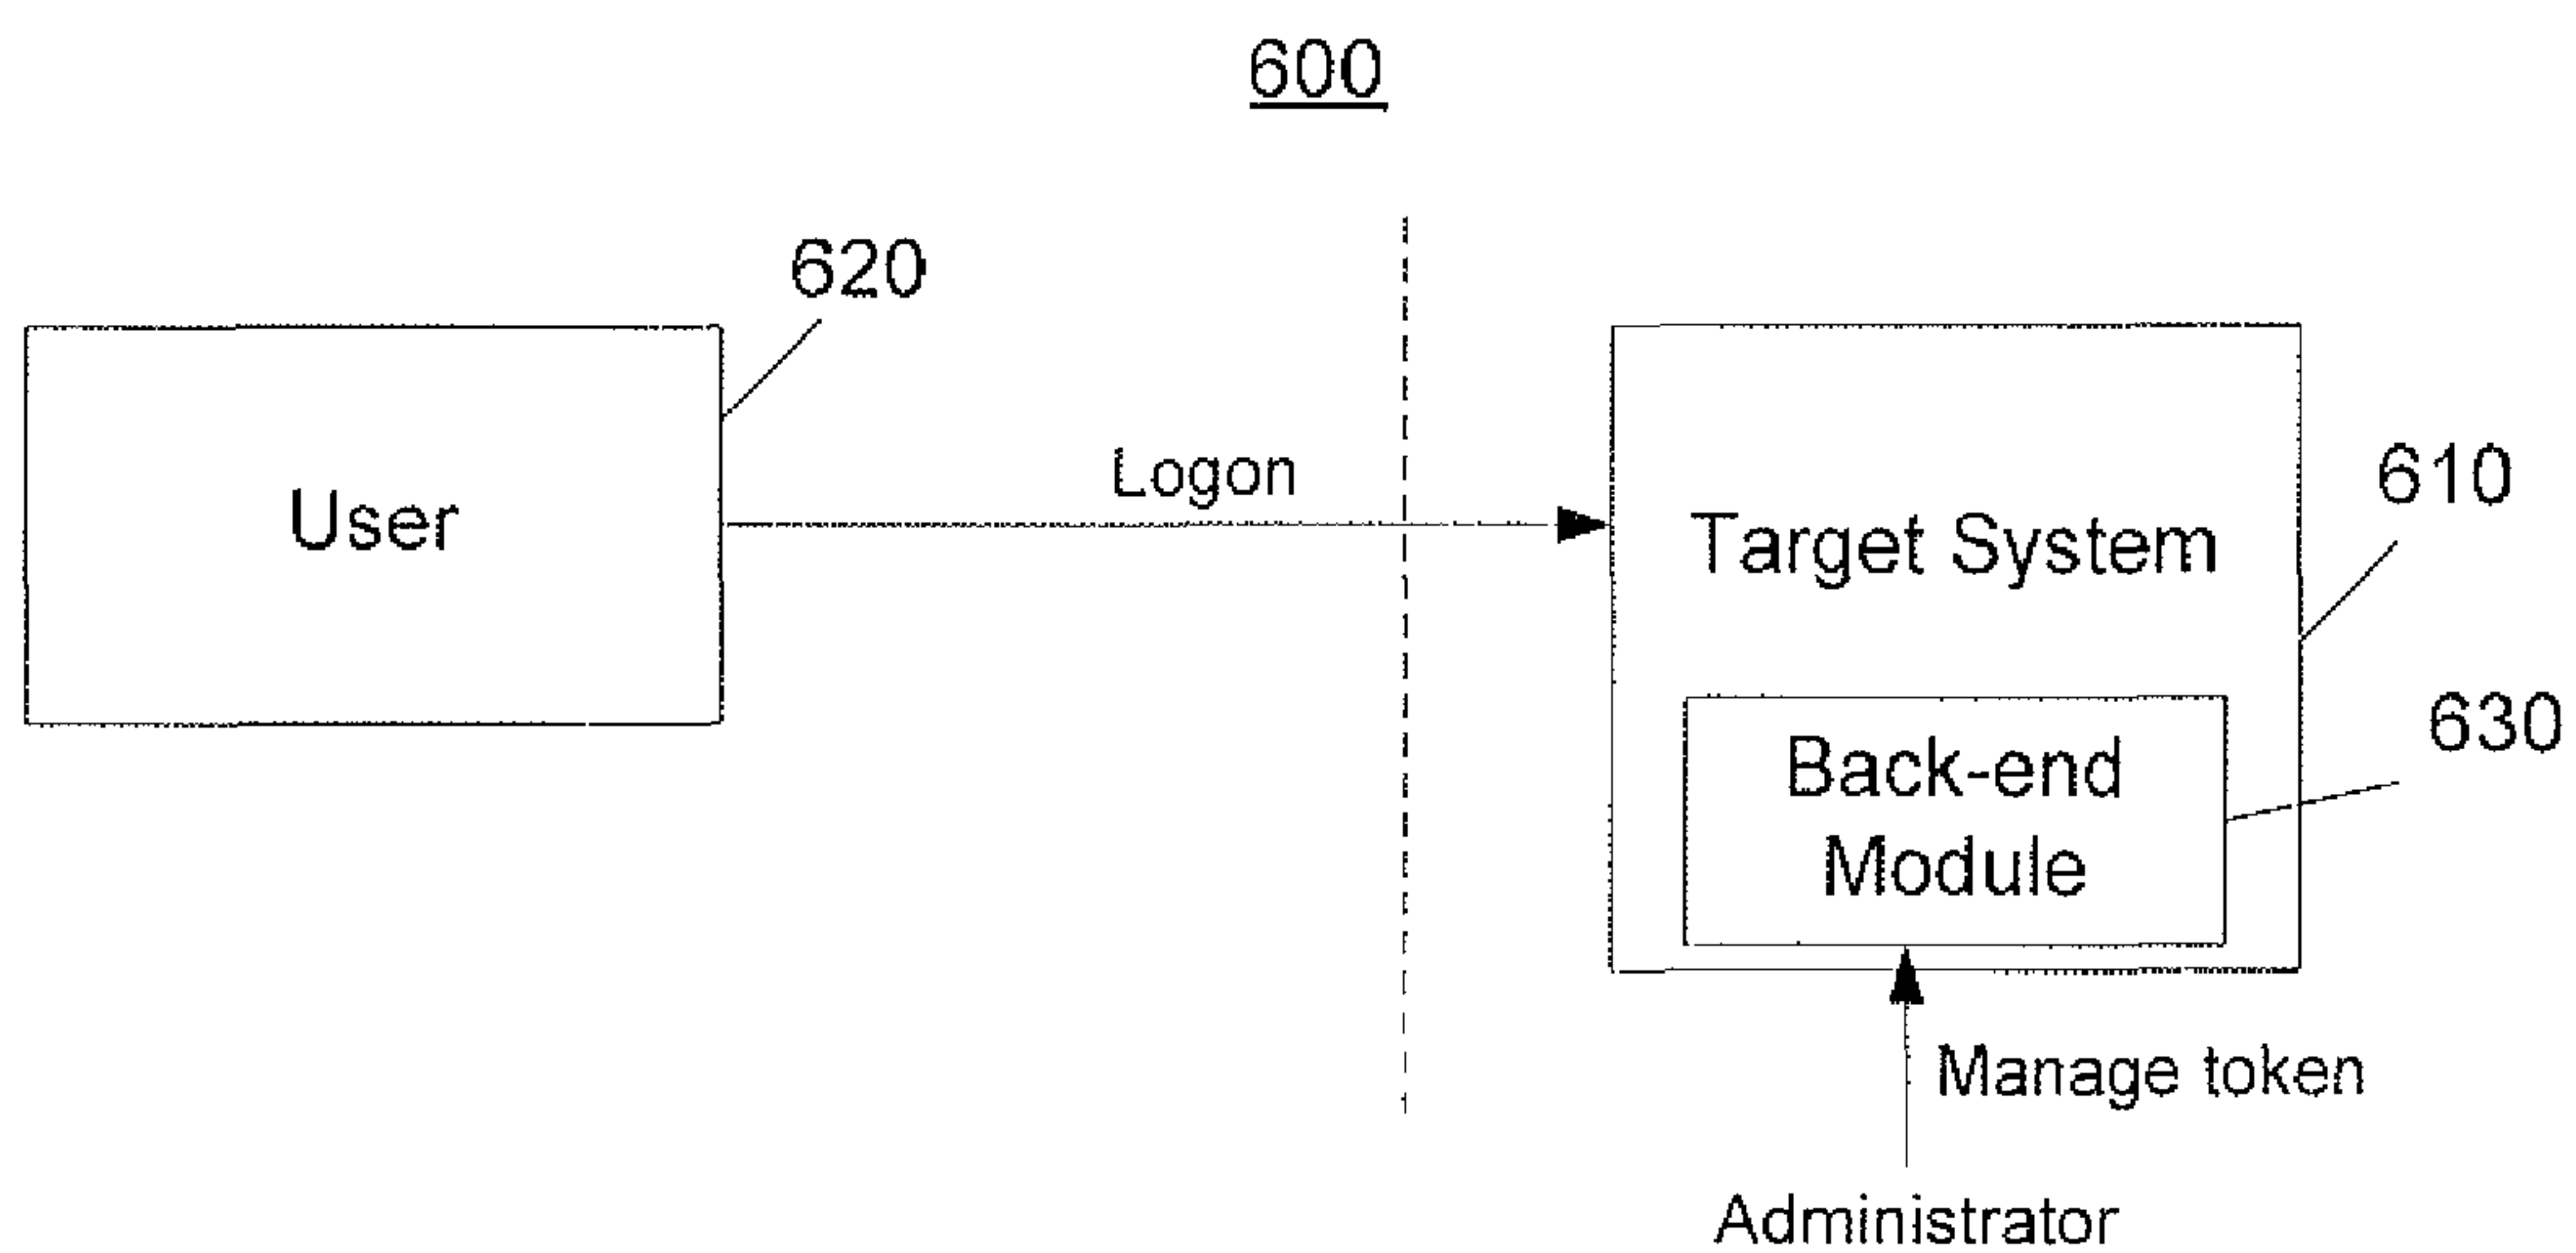 600
620
User
Logon
Target System
610
Back-end
Module
630
Manage token
Administrator